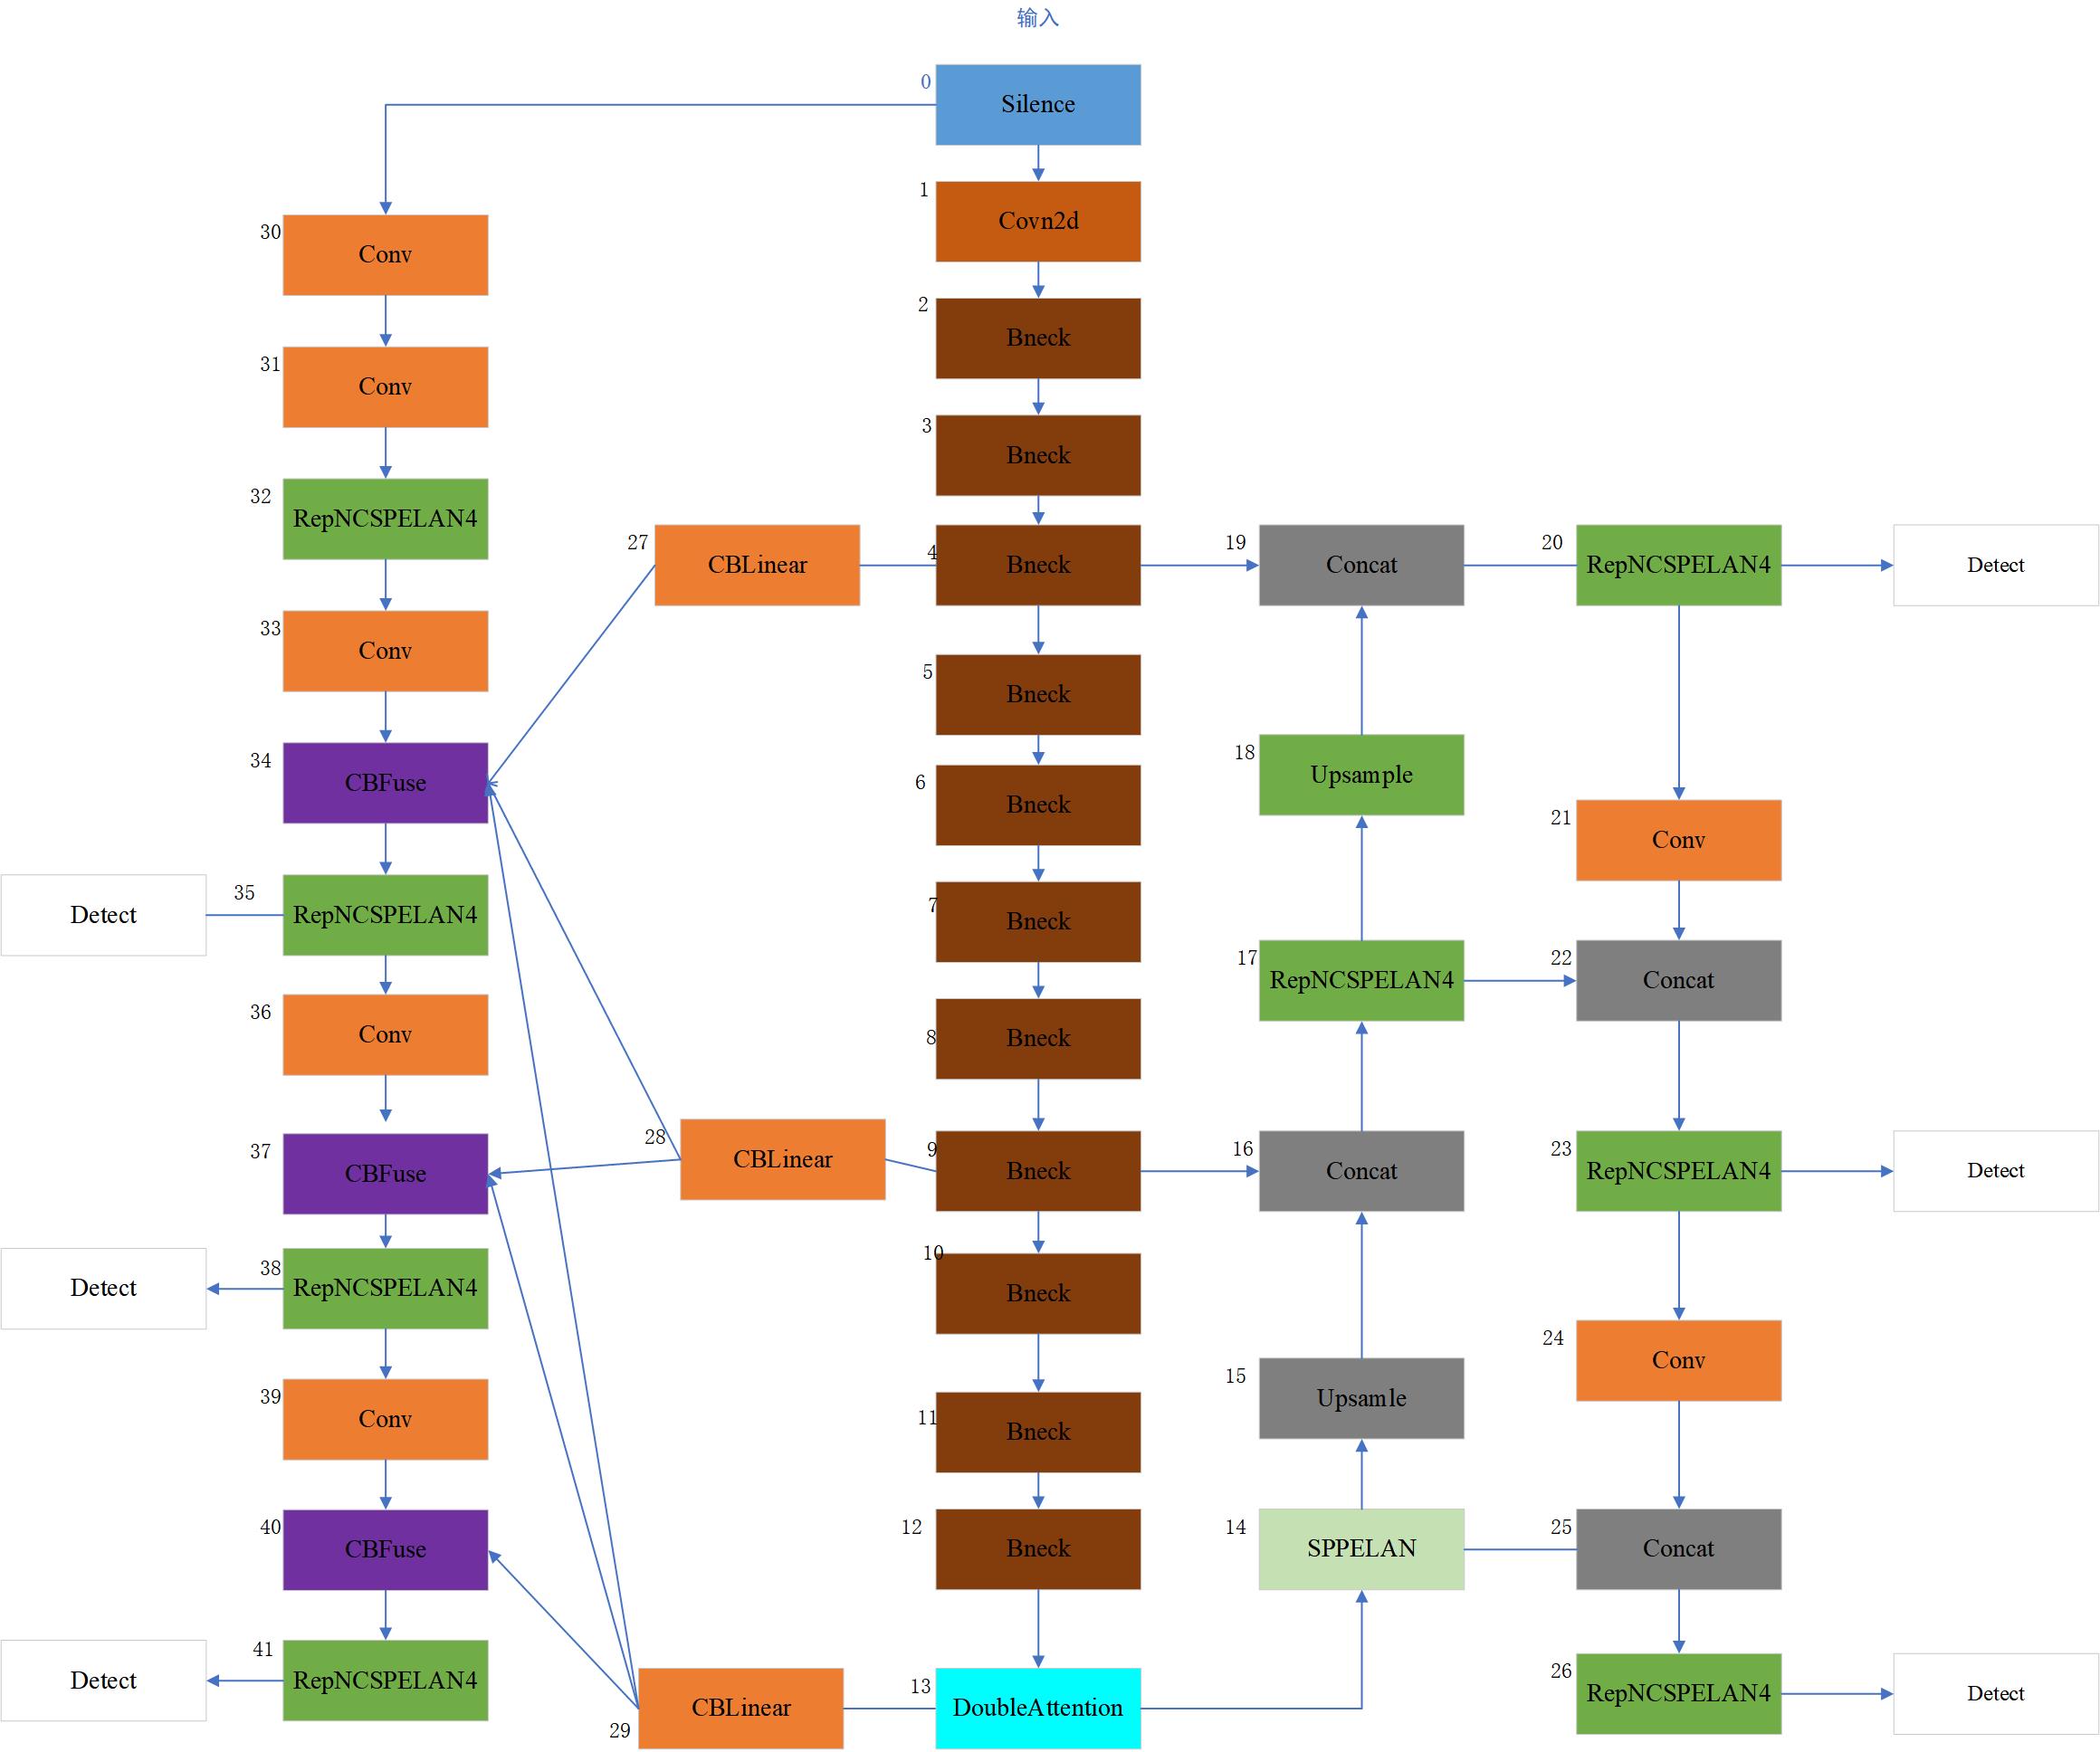 输入
0
Silence
1
Covn2d
30
Conv
2
Bneck
31
Conv
3
Bneck
32
RepNCSPELAN4
27
CBLinear
4
Bneck
19
Concat
20
RepNCSPELAN4
Detect
33
Conv
5
Bneck
34
CBFuse
6
Bneck
18
Upsample
21
Conv
Detect
35
RepNCSPELAN4
7
Bneck
17
RepNCSPELAN4
22
Concat
36
Conv
8
Bneck
37
CBFuse
28
CBLinear
9
Bneck
16
Concat
23
RepNCSPELAN4
Detect
Detect
38
RepNCSPELAN4
10
Bneck
24
Conv
39
Conv
11
Bneck
15
Upsamle
40
CBFuse
12
Bneck
14
SPPELAN
25
Concat
Detect
41
RepNCSPELAN4
29
CBLinear
13
DoubleAttention
26
RepNCSPELAN4
Detect